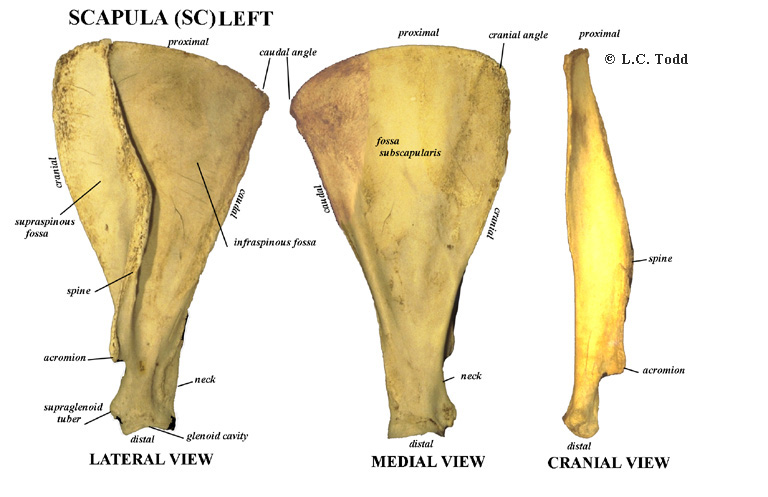 SCAPULA (SC) LEFT
proximal
caudal angle
proximal
cranial angle
proximal
© L.C. Todd
cranial
caudal
supraspinous
fossa
infraspinous fossa
spine
acromion
neck
supraglenoid
tuber
distal
glenoid cavity
LATERAL VIEW
fossa
subscapularis
caudal
cranial
neck
distal
MEDIAL VIEW
spine
acromion
distal
CRANIAL VIEW